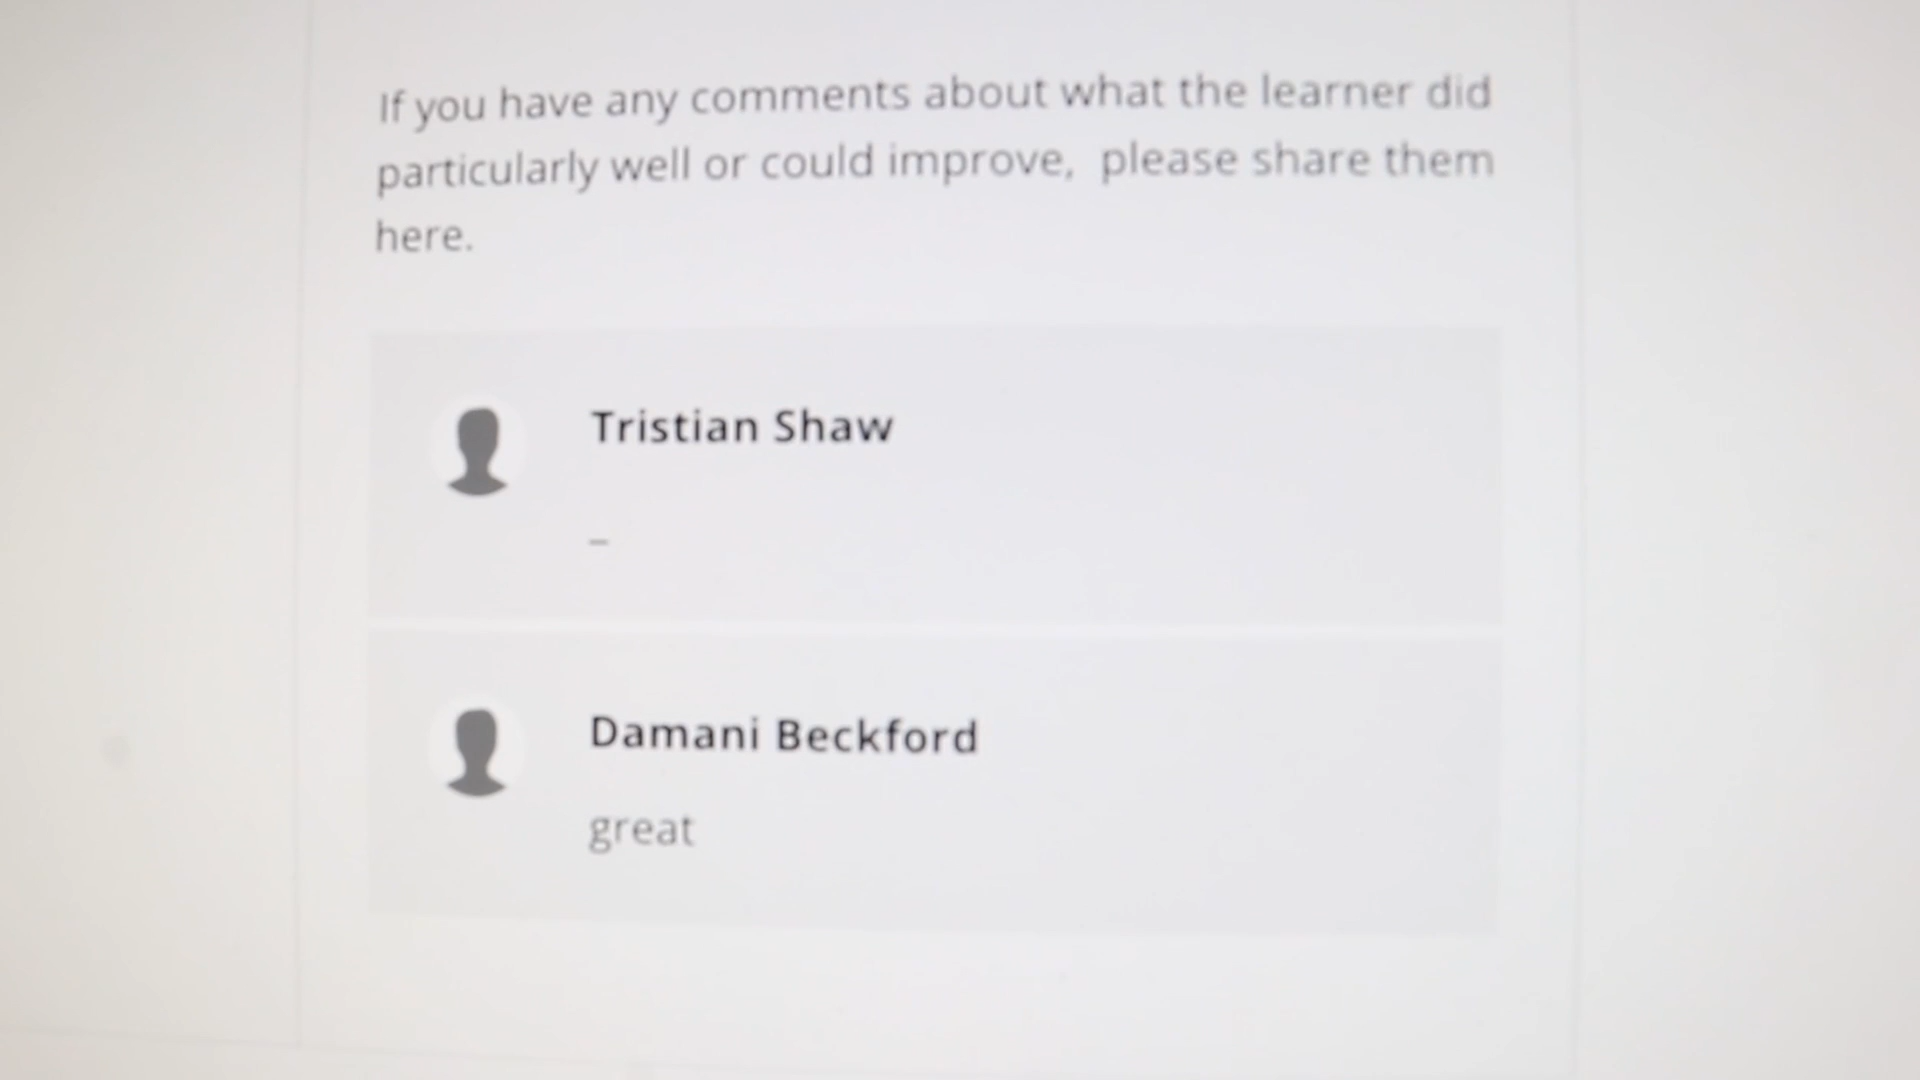 If you have any comments about what the learner did
particularly well or could improve,  please share them
here.
Tristian Shaw
–
Damani Beckford
great